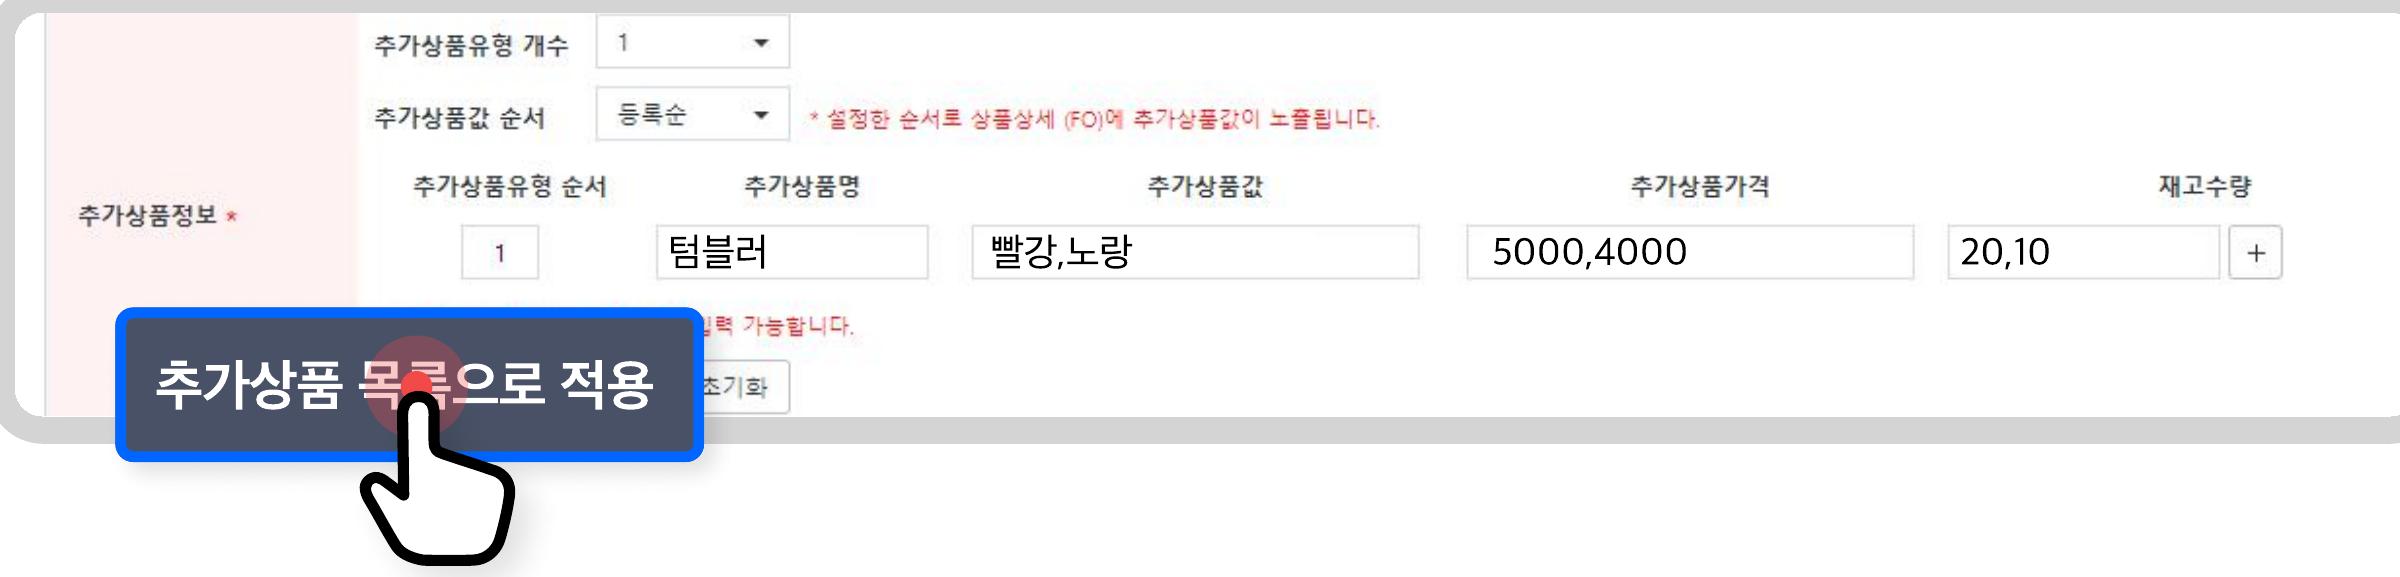 추가상품유형 개수 1
추가상품값 순서 등록순 * 설정한 순서로 상품상세 (FO)에 추가상품값이 노출됩니다.
추가상품유형 순서 추가상품명 추가상품값 추가상품가격 재고수량
추가상품정보 *
1 텀블러 빨강,노랑 5000,4000 20,10 +
입력 가능합니다.
추가상품 목록으로 적용 초기화